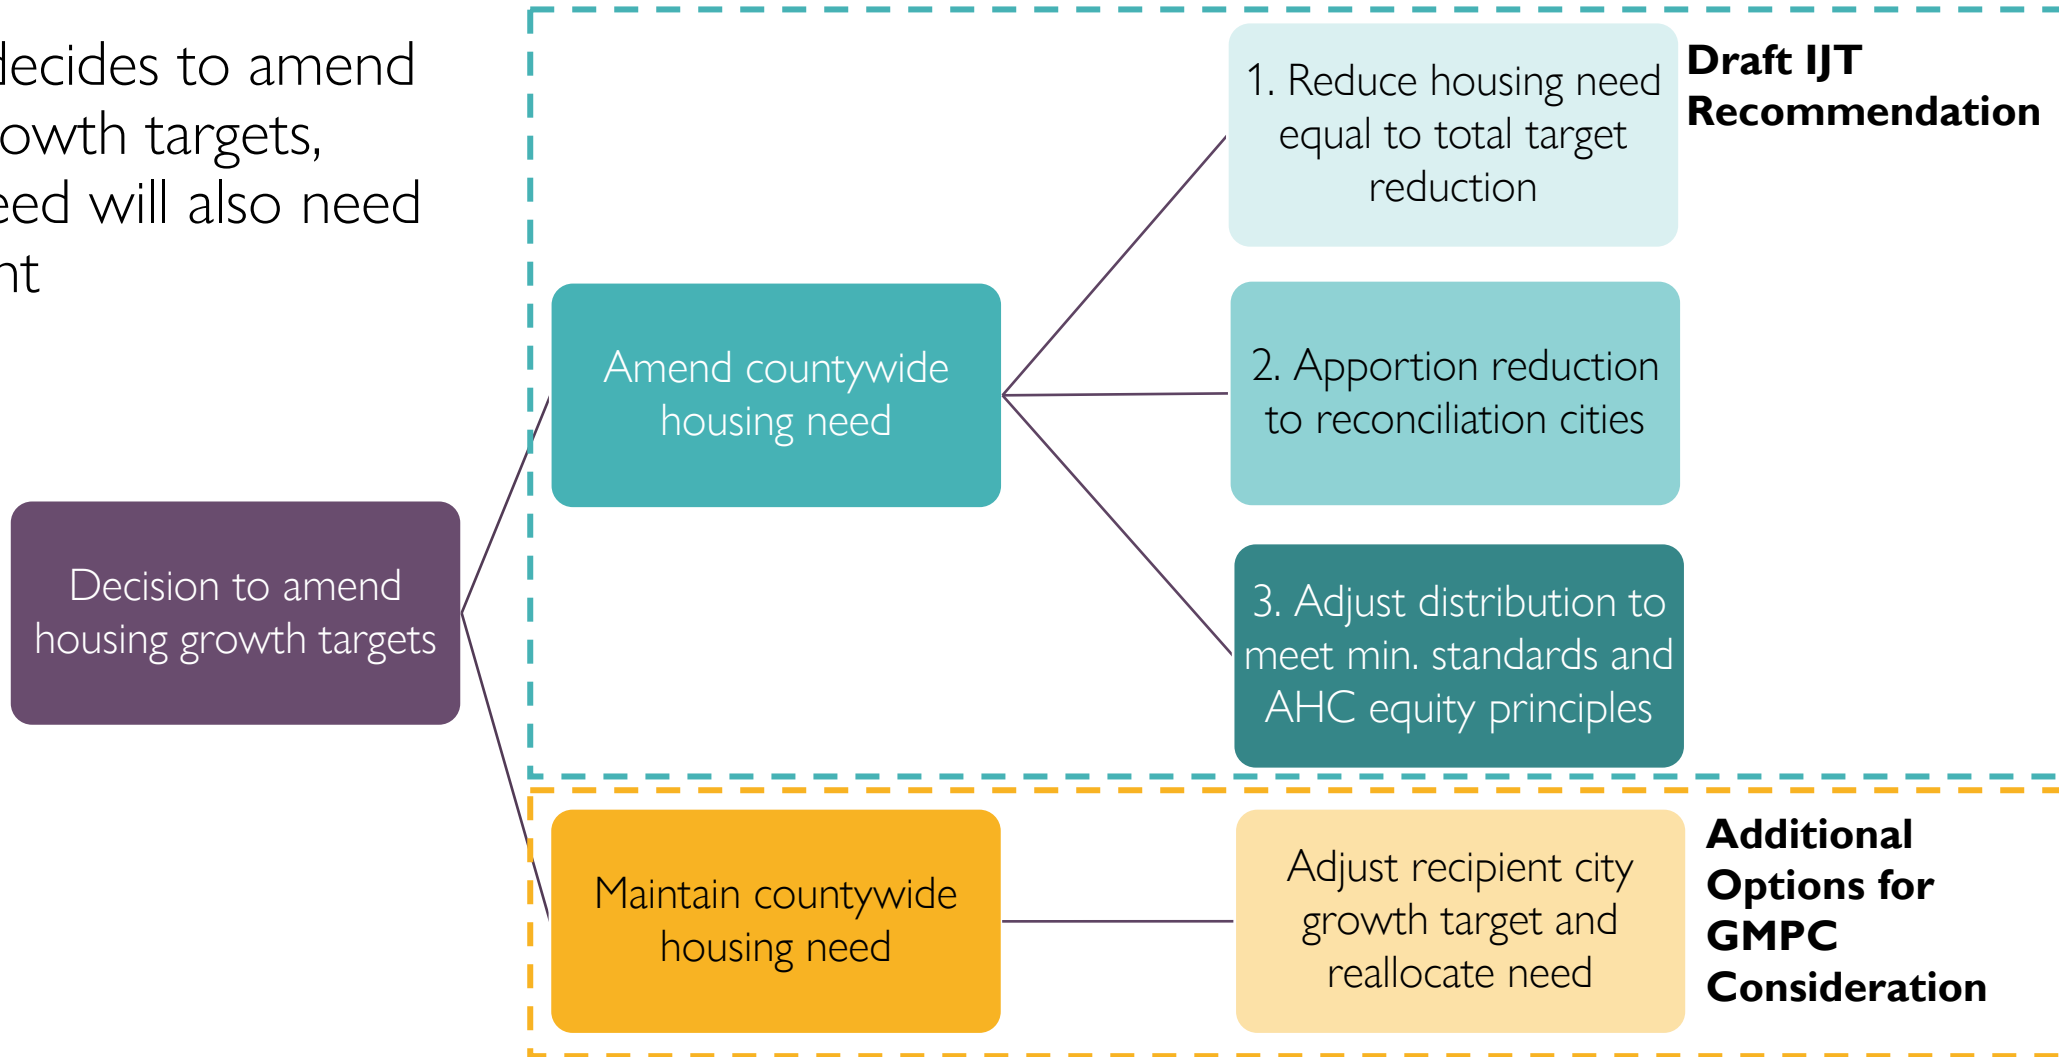 decides to amend
owth targets,
eed will also need
nt
1. Reduce housing need
equal to total target
reduction
Draft IJT
Recommendation
Amend countywide
housing need
2. Apportion reduction
to reconciliation cities
3. Adjust distribution to
meet min. standards and
AHC equity principles
Decision to amend
housing growth targets
Maintain countywide
housing need
Adjust recipient city
growth target and
reallocate need
Additional
Options for
GMPC
Consideration